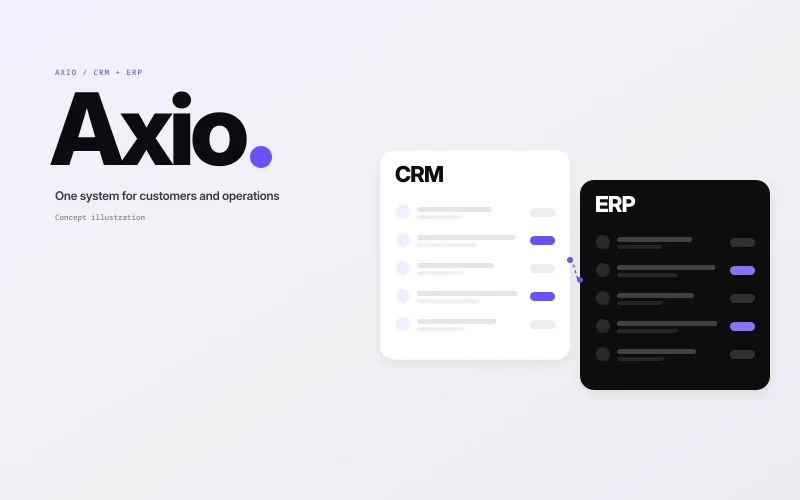 AXIO / CRM + ERP
Axio.
One system for customers and operations
Concept illustration
CRM
ERP